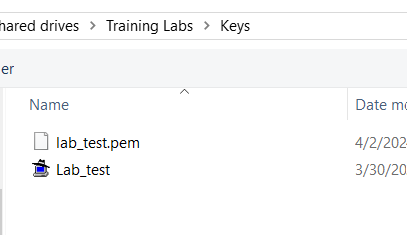 hared drives > Training Labs > Keys
er
Name Date mo
lab_test.pem 4/2/202
Lab_test 3/30/20